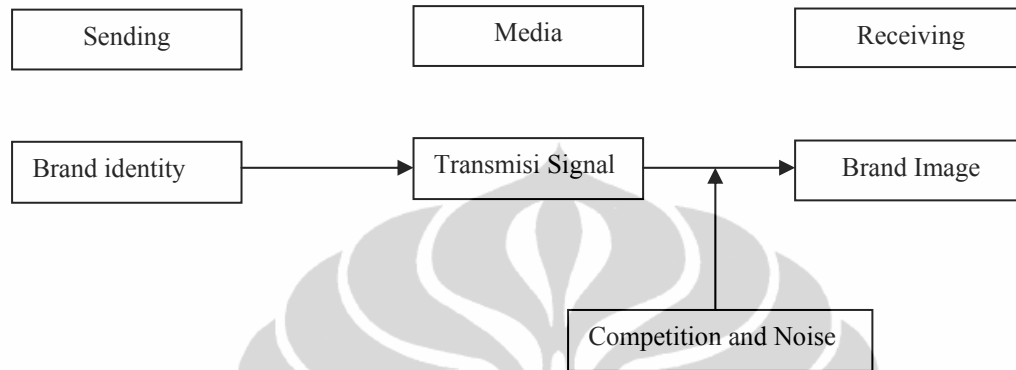 Sending
Media
Receiving
Brand identity
Transmisi Signal
Brand Image
Competition and Noise